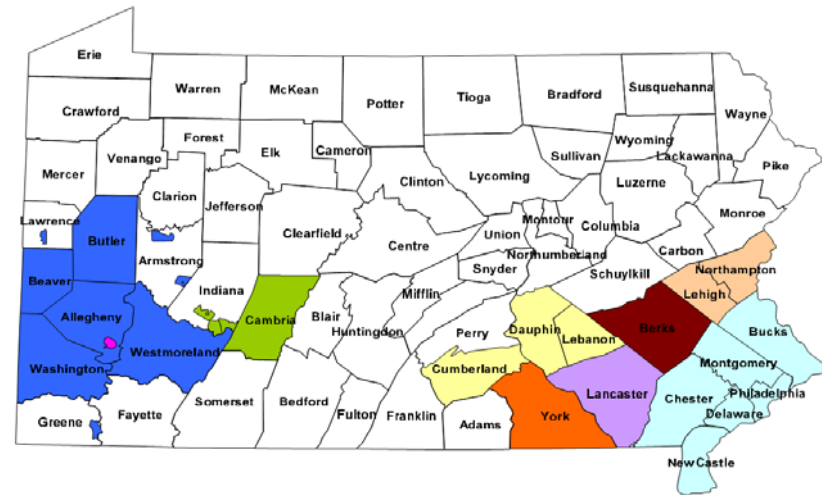 Erie
Warren
McKean
Potter
Tioga
Bradford
Susquehanna
Wayne
Crawford
Forest
Elk
Cameron
Wyoming
Lackawanna
Sullivan
Pike
Mercer
Venango
Clarion
Jefferson
Clinton
Lycoming
Luzerne
Lawrence
Butler
Armstrong
Clearfield
Centre
Union
Montour
Columbia
Monroe
Northumberland
Carbon
Snyder
Schuylkill
Northampton
Lehigh
Beaver
Indiana
Mifflin
Allegheny
Cambria
Blair
Huntingdon
Perry
Dauphin
Lebanon
Berks
Bucks
Westmoreland
Washington
Cumberland
Montgomery
Philadelphia
Lancaster
Chester
Delaware
Greene
Fayette
Somerset
Bedford
Fulton
Franklin
Adams
York
New Castle